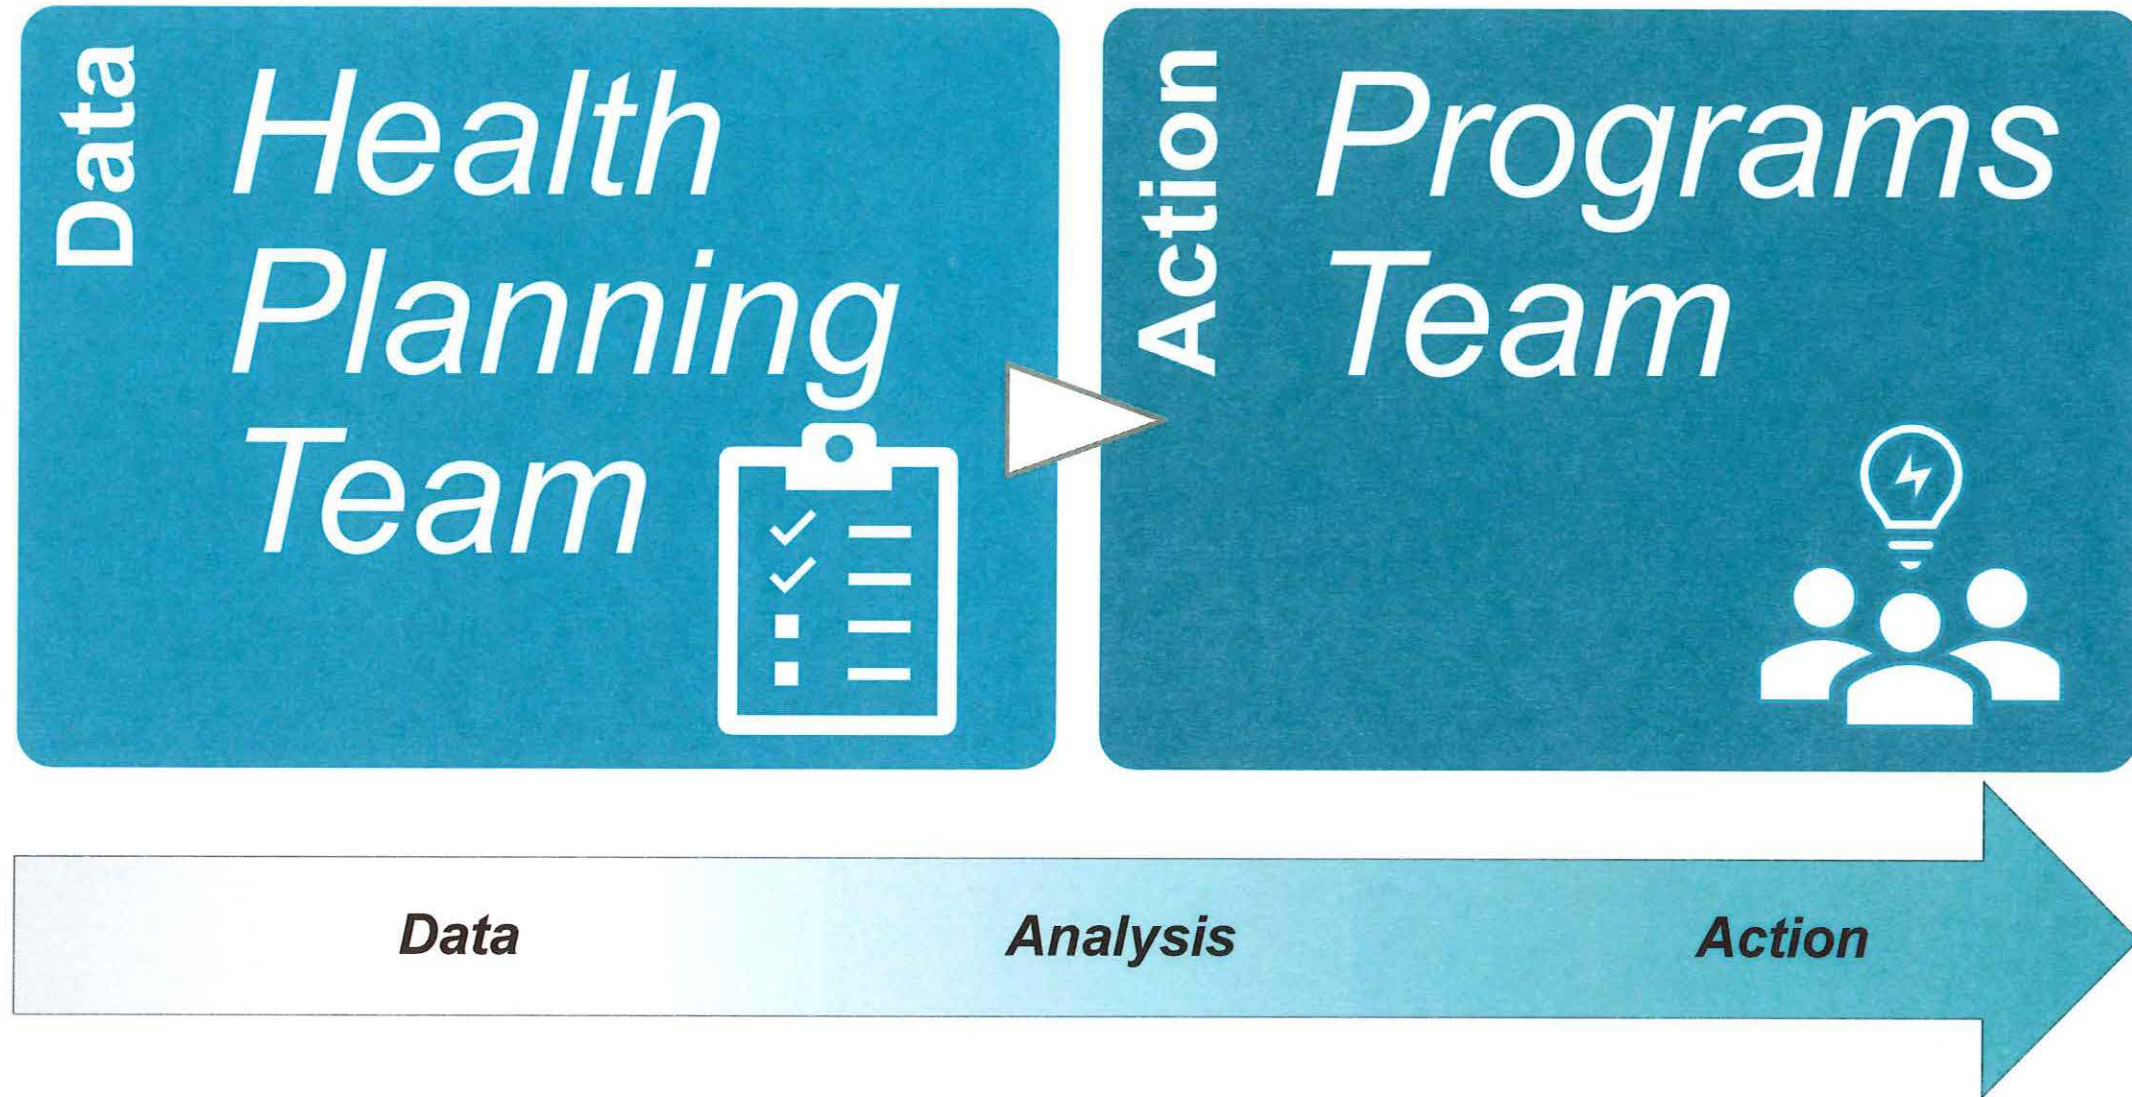 Data
Health
Planning
Team
Action
Programs
Team
Data
Analysis
Action